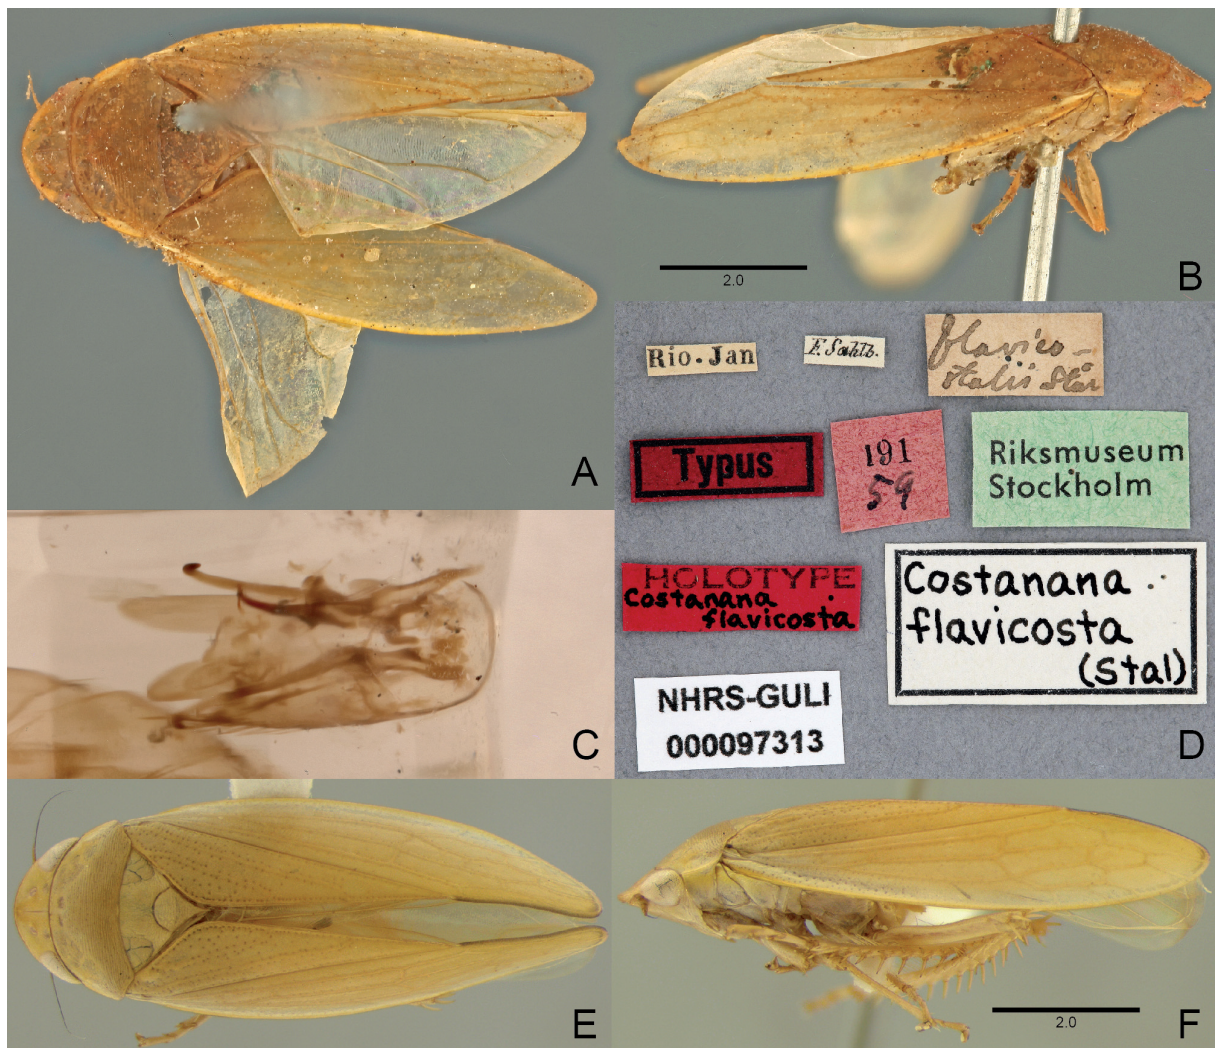 A
B
2.0
Rio. Jan
F. Sahlb.
flavico-
stalis Stål
Typus
191
59
Riksmuseum
Stockholm
HOLOTYPE
Costanana
flavicosta
Costanana
flavicosta
(Stal)
NHRS-GULI
000097313
C
D
E
F
2.0